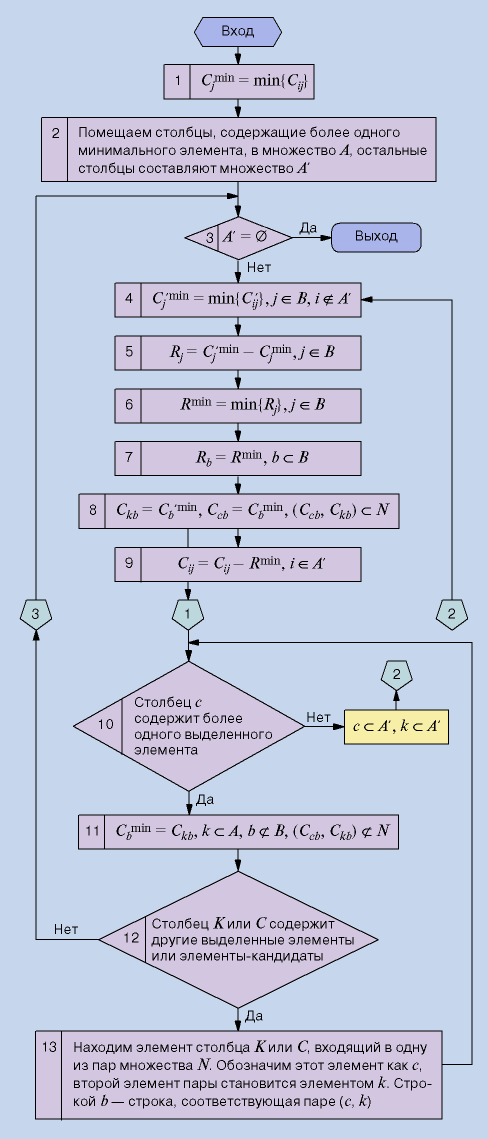 Вход
1 C_j^min = min{C_ij}
2 Помещаем столбцы, содержащие более одного
минимального элемента, в множество A, остальные
столбцы составляют множество A′
3 A′ = ∅
Да
Выход
Нет
4 C_j′^min = min{C′_ij}, j ∈ B, i ∉ A′
5 R_j = C_j′^min − C_j^min, j ∈ B
6 R^min = min{R_j}, j ∈ B
7 R_b = R^min, b ⊂ B
8 C_kb = C_b′^min, C_cb = C_b^min, (C_cb, C_kb) ⊂ N
9 C_ij = C_ij − R^min, i ∈ A′
3
1
2
2
10 Столбец c
содержит более
одного выделенного
элемента
Нет
c ⊂ A′, k ⊂ A′
Да
11 C_b^min = C_kb, k ⊂ A, b ⊄ B, (C_cb, C_kb) ⊄ N
12 Столбец K или C содержит
другие выделенные элементы
или элементы-кандидаты
Нет
Да
13 Находим элемент столбца K или C, входящий в одну
из пар множества N. Обозначим этот элемент как c,
второй элемент пары становится элементом k. Стро-
кой b — строка, соответствующая паре (c, k)